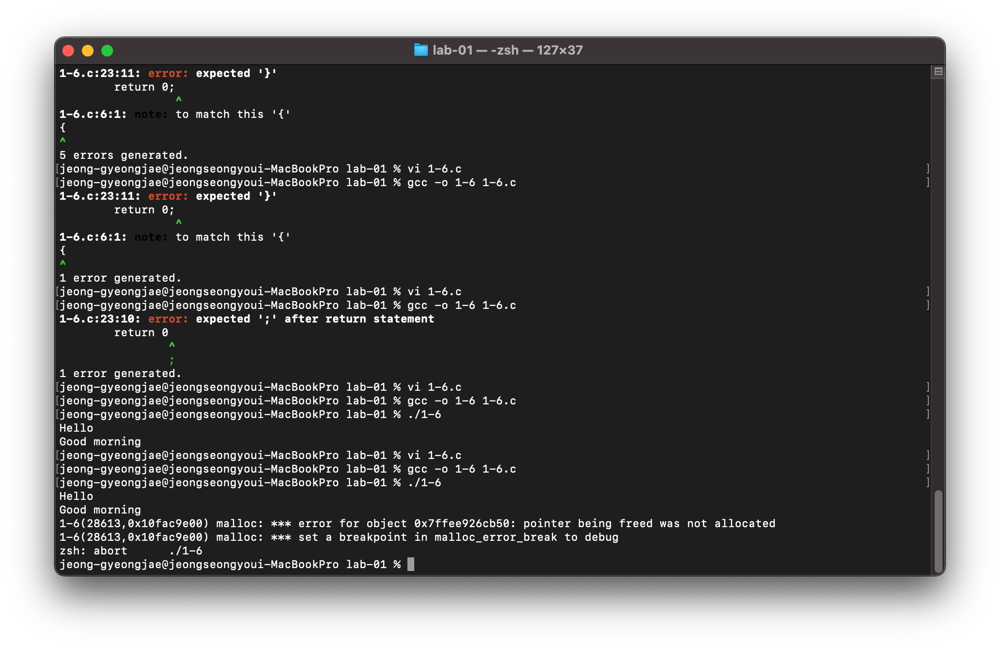 lab-01 — -zsh — 127×37
1-6.c:23:11: error: expected '}'
        return 0;
                 ^
1-6.c:6:1: note: to match this '{'
{
^
5 errors generated.
[jeong-gyeongjae@jeongseongyoui-MacBookPro lab-01 % vi 1-6.c ]
[jeong-gyeongjae@jeongseongyoui-MacBookPro lab-01 % gcc -o 1-6 1-6.c ]
1-6.c:23:11: error: expected '}'
        return 0;
                 ^
1-6.c:6:1: note: to match this '{'
{
^
1 error generated.
[jeong-gyeongjae@jeongseongyoui-MacBookPro lab-01 % vi 1-6.c ]
[jeong-gyeongjae@jeongseongyoui-MacBookPro lab-01 % gcc -o 1-6 1-6.c ]
1-6.c:23:10: error: expected ';' after return statement
        return 0
                ^
                ;
1 error generated.
[jeong-gyeongjae@jeongseongyoui-MacBookPro lab-01 % vi 1-6.c ]
[jeong-gyeongjae@jeongseongyoui-MacBookPro lab-01 % gcc -o 1-6 1-6.c ]
[jeong-gyeongjae@jeongseongyoui-MacBookPro lab-01 % ./1-6 ]
Hello
Good morning
[jeong-gyeongjae@jeongseongyoui-MacBookPro lab-01 % vi 1-6.c ]
[jeong-gyeongjae@jeongseongyoui-MacBookPro lab-01 % gcc -o 1-6 1-6.c ]
[jeong-gyeongjae@jeongseongyoui-MacBookPro lab-01 % ./1-6 ]
Hello
Good morning
1-6(28613,0x10fac9e00) malloc: *** error for object 0x7ffee926cb50: pointer being freed was not allocated
1-6(28613,0x10fac9e00) malloc: *** set a breakpoint in malloc_error_break to debug
zsh: abort      ./1-6
jeong-gyeongjae@jeongseongyoui-MacBookPro lab-01 %